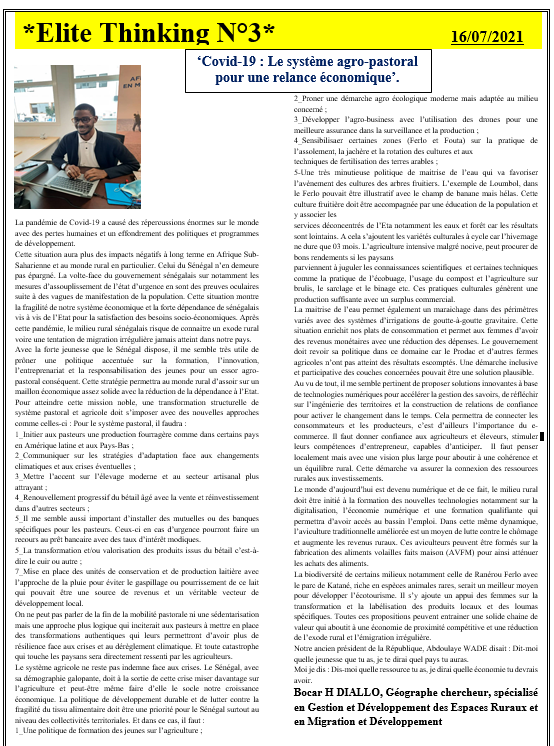 *Elite Thinking N°3*
16/07/2021
‘Covid-19 : Le système agro-pastoral
pour une relance économique’.
La pandémie de Covid-19 a causé des répercussions énormes sur le monde
avec des pertes humaines et un effondrement des politiques et programmes
de développement.
Cette situation aura plus des impacts négatifs à long terme en Afrique Sub-
Saharienne et au monde rural en particulier. Celui du Sénégal n’en demeure
pas épargné. La volte-face du gouvernement sénégalais sur notamment les
mesures d’assouplissement de l’état d’urgence en sont des preuves oculaires
suite à des vagues de manifestation de la population. Cette situation montre
la fragilité de notre système économique et la forte dépendance de sénégalais
vis à vis de l’Etat pour la satisfaction des besoins socio-économiques. Après
cette pandémie, le milieu rural sénégalais risque de connaitre un exode rural
voire une tentation de migration irrégulière jamais atteint dans notre pays.
Avec la forte jeunesse que le Sénégal dispose, il me semble très utile de
prôner une politique accentuée sur la formation, l’innovation,
l’entreprenariat et la responsabilisation des jeunes pour un essor agro-
pastoral conséquent. Cette stratégie permettra au monde rural d’assoir sur un
maillon économique assez solide avec la réduction de la dépendance à l’Etat.
Pour atteindre cette mission noble, une transformation structurelle de
système pastoral et agricole doit s’imposer avec des nouvelles approches
comme celles-ci : Pour le système pastoral, il faudra :
1_Initier aux pasteurs une production fourragère comme dans certains pays
en Amérique latine et aux Pays-Bas ;
2_Communiquer sur les stratégies d’adaptation face aux changements
climatiques et aux crises éventuelles ;
3_Mettre l’accent sur l’élevage moderne et au secteur artisanal plus
attrayant ;
4_Renouvellement progressif du bétail âgé avec la vente et réinvestissement
dans d’autres secteurs ;
5_Il me semble aussi important d’installer des mutuelles ou des banques
spécifiques pour les pasteurs. Ceux-ci en cas d’urgence pourront faire un
recours au prêt bancaire avec des taux d’intérêt modiques.
5_La transformation et/ou valorisation des produits issus du bétail c’est-à-
dire le cuir ou autre ;
7_Mise en place des unités de conservation et de production laitière avec
l’approche de la pluie pour éviter le gaspillage ou pourrissement de ce lait
qui pouvait être une source de revenus et un véritable vecteur de
développement local.
On ne peut pas parler de la fin de la mobilité pastorale ni une sédentarisation
mais une approche plus logique qui inciterait aux pasteurs à mettre en place
des transformations authentiques qui leurs permettront d’avoir plus de
résilience face aux crises et au dérèglement climatique. Et toute catastrophe
qui touche les paysans sera directement ressenti par les agriculteurs.
Le système agricole ne reste pas indemne face aux crises. Le Sénégal, avec
sa démographie galopante, doit à la sortie de cette crise miser davantage sur
l’agriculture et peut-être même faire d’elle le socle notre croissance
économique. La politique de développement durable et de lutter contre la
fragilité du tissu alimentaire doit être une priorité pour le Sénégal surtout au
niveau des collectivités territoriales. Et dans ce cas, il faut :
1_Une politique de formation des jeunes sur l’agriculture ;
2_Proner une démarche agro écologique moderne mais adaptée au milieu
concerné ;
3_Développer l’agro-business avec l’utilisation des drones pour une
meilleure assurance dans la surveillance et la production ;
4_Sensibiliser certaines zones (Ferlo et Fouta) sur la pratique de
l’assolement, la jachère et la rotation des cultures et aux
techniques de fertilisation des terres arables ;
5-Une très minutieuse politique de maitrise de l’eau qui va favoriser
l’avènement des cultures des arbres fruitiers. L’exemple de Loumbol, dans
le Ferlo pouvait être illustratif avec le champ de banane mais hélas. Cette
culture fruitière doit être accompagnée par une éducation de la population et
y associer les
services déconcentrés de l’Eta notamment les eaux et forêt car les résultats
sont lointains. A cela s’ajoutent les variétés culturales à cycle car l’hivernage
ne dure que 03 mois. L’agriculture intensive malgré nocive, peut procurer de
bons rendements si les paysans
parviennent à juguler les connaissances scientifiques et certaines techniques
comme la pratique de l’écobuage, l’usage du compost et l’agriculture sur
brulis, le sarclage et le binage etc. Ces pratiques culturales génèrent une
production suffisante avec un surplus commercial.
La maitrise de l’eau permet également un maraichage dans des périmètres
variés avec des systèmes d’irrigations de goutte-à-goutte gravitaire. Cette
situation enrichit nos plats de consommation et permet aux femmes d’avoir
des revenus monétaires avec une réduction des dépenses. Le gouvernement
doit revoir sa politique dans ce domaine car le Prodac et d’autres fermes
agricoles n’ont pas atteint des résultats escomptés. Une démarche inclusive
et participative des couches concernées pouvait être une solution plausible.
Au vu de tout, il me semble pertinent de proposer solutions innovantes à base
de technologies numériques pour accélérer la gestion des savoirs, de réfléchir
sur l’ingénierie des territoires et la construction de relations de confiance
pour activer le changement dans le temps. Cela permettra de connecter les
consommateurs et les producteurs, c’est d’ailleurs l’importance du e-
commerce. Il faut donner confiance aux agriculteurs et éleveurs, stimuler
leurs compétences d’entrepreneur, capables d’anticiper. Il faut penser
localement mais avec une vision plus large pour aboutir à une cohérence et
un équilibre rural. Cette démarche va assurer la connexion des ressources
rurales aux investissements.
Le monde d’aujourd’hui est devenu numérique et de ce fait, le milieu rural
doit être initié à la formation des nouvelles technologies notamment sur la
digitalisation, l’économie numérique et une formation qualifiante qui
permettra d’avoir accès au bassin l’emploi. Dans cette même dynamique,
l’aviculture traditionnelle améliorée est un moyen de lutte contre le chômage
et augmente les revenus ruraux. Ces aviculteurs peuvent être formés sur la
fabrication des aliments volailles faits maison (AVFM) pour ainsi atténuer
les achats des aliments.
La biodiversité de certains milieux notamment celle de Ranérou Ferlo avec
le parc de Katané, riche en espèces animales rares, serait un meilleur moyen
pour développer l’écotourisme. Il s’y ajoute un appui des femmes sur la
transformation et la labélisation des produits locaux et des loumas
spécifiques. Toutes ces propositions peuvent entrainer une solide chaine de
valeur qui aboutit à une économie de proximité compétitive et une réduction
de l’exode rural et l’émigration irrégulière.
Notre ancien président de la République, Abdoulaye WADE disait : Dit-moi
quelle jeunesse que tu as, je te dirai quel pays tu auras.
Moi je dis : Dis-moi quelle ressource tu as, je dirai quelle économie tu devrais
avoir.
Bocar H DIALLO, Géographe chercheur, spécialisé
en Gestion et Développement des Espaces Ruraux et
en Migration et Développement